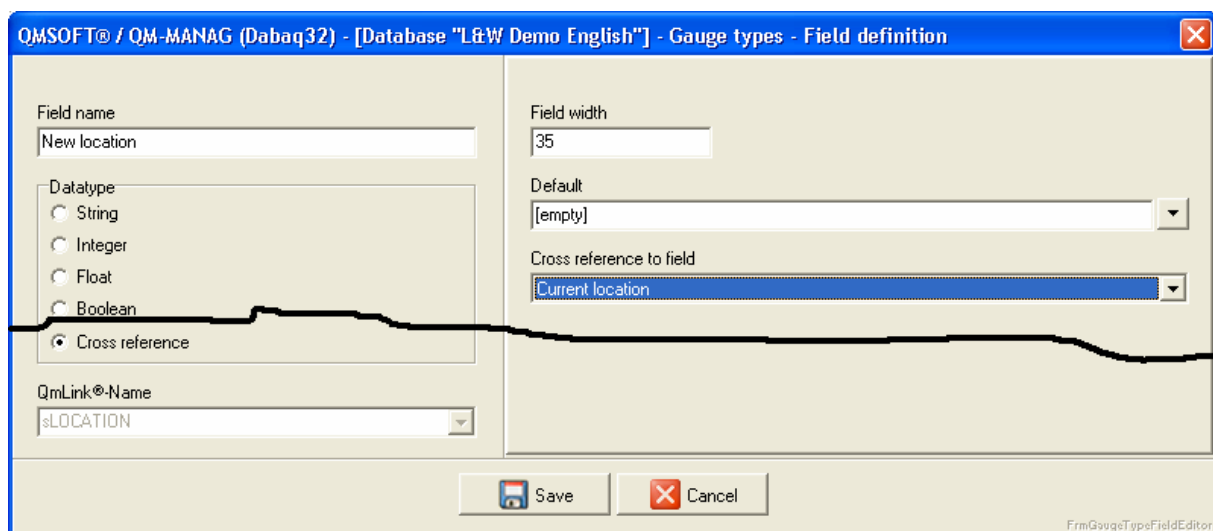 QMSOFT® / QM-MANAG (Dabaq32) - [Database "L&W Demo English"] - Gauge types - Field definition
Field name
New location
Datatype
String
Integer
Float
Boolean
Cross reference
QmLink®-Name
sLOCATION
Field width
35
Default
[empty]
Cross reference to field
Current location
Save
Cancel
FrmGaugeTypeFieldEditor